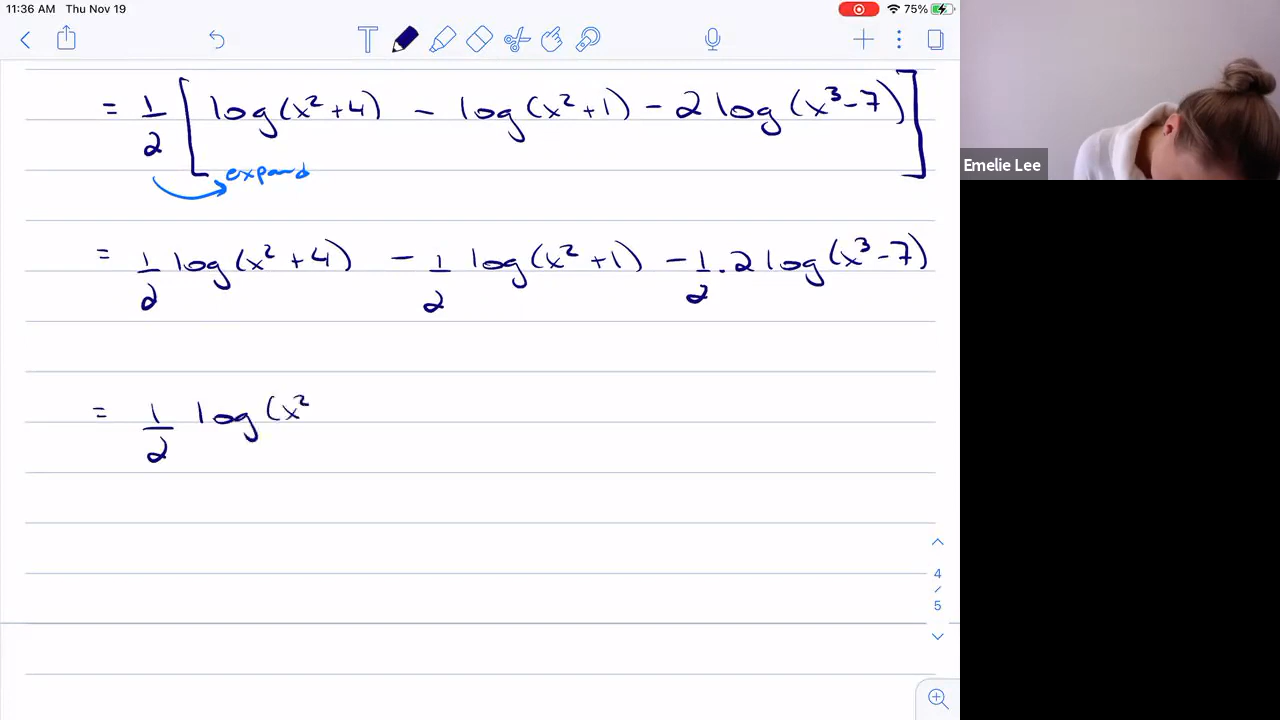 11:36 AM Thu Nov 19 75%
= 1/2 [ log(x²+4) - log(x²+1) - 2 log(x³-7) ]
expand
= 1/2 log(x²+4) - 1/2 log(x²+1) - 1/2 . 2 log(x³-7)
= 1/2 log(x²
4
/
5
Emelie Lee